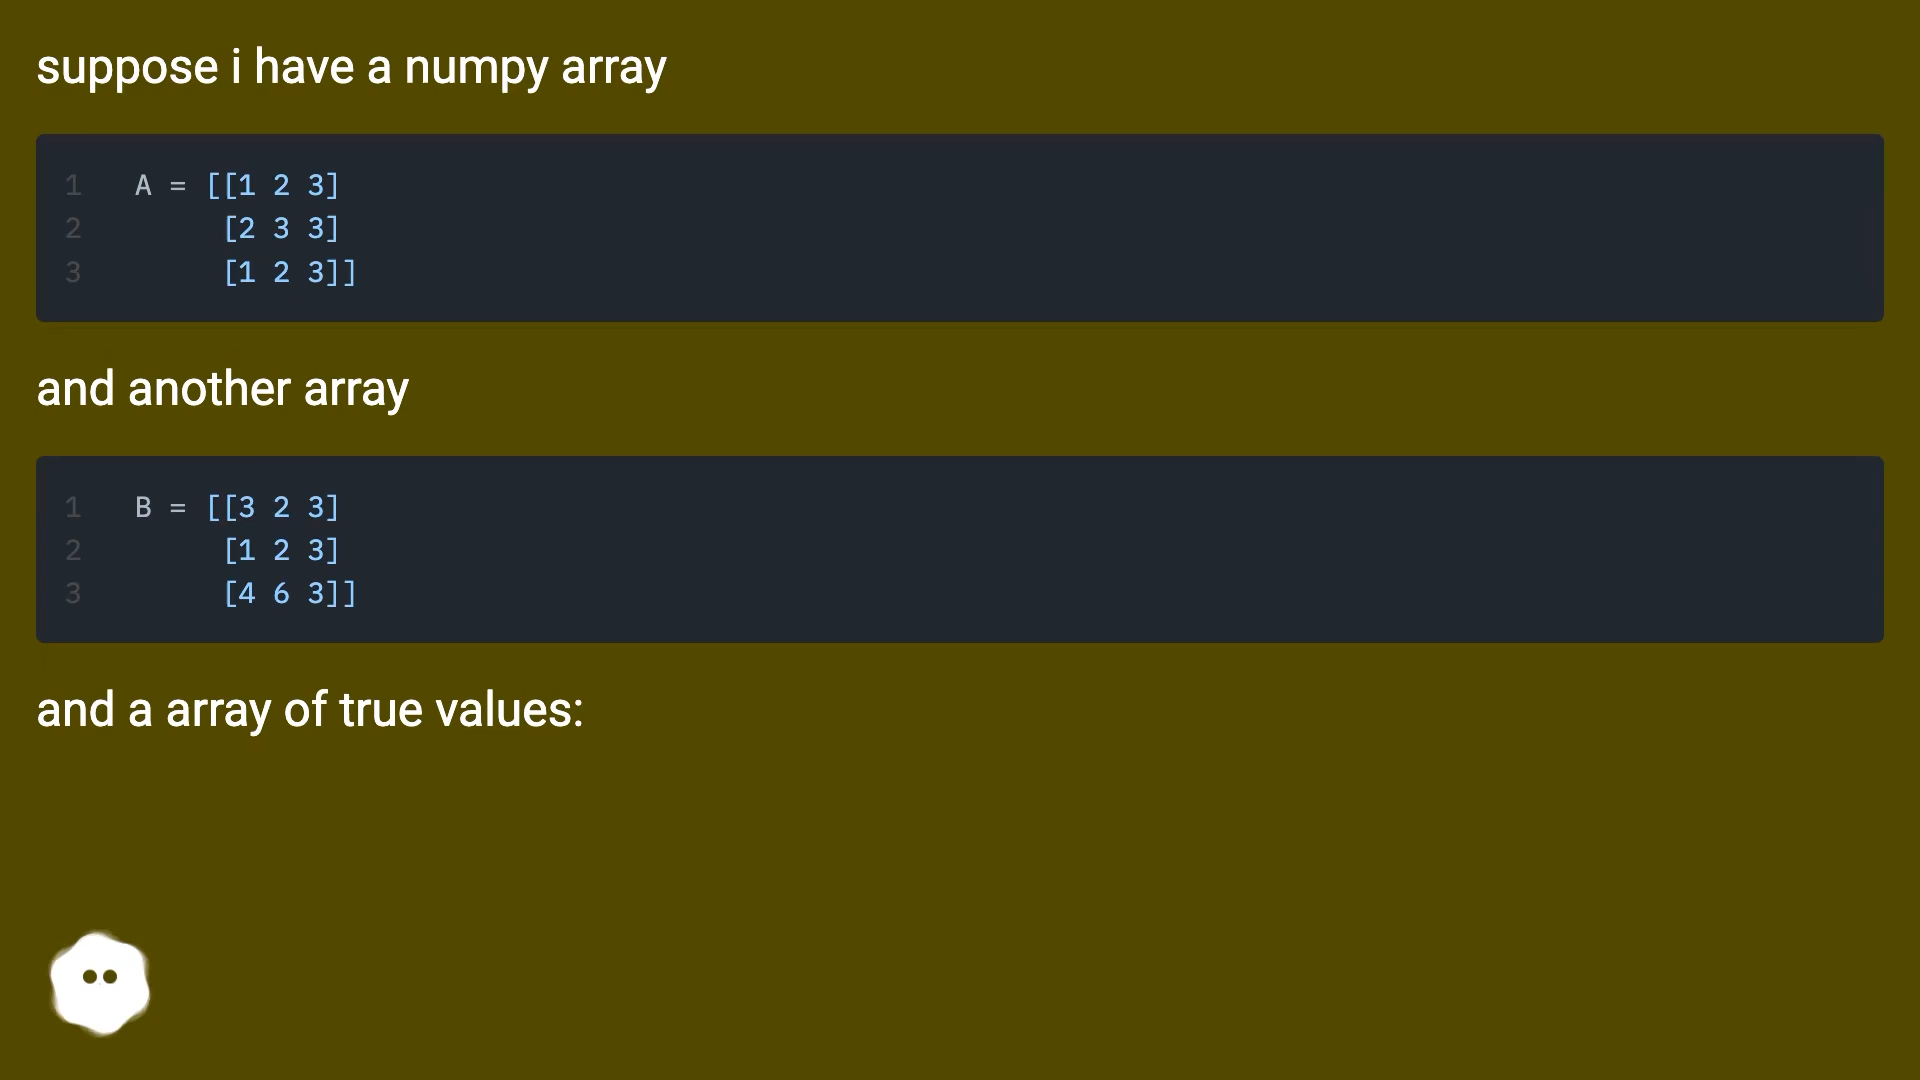 suppose i have a numpy array
1 A = [[1 2 3]
2 [2 3 3]
3 [1 2 3]]
and another array
1 B = [[3 2 3]
2 [1 2 3]
3 [4 6 3]]
and a array of true values: